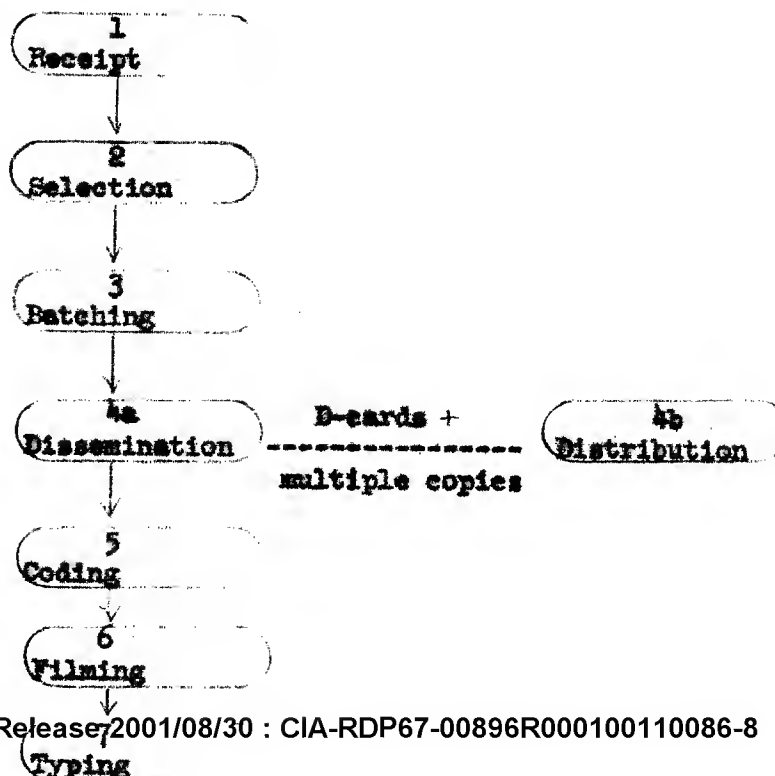 1
Receipt
2
Selection
3
Batching
4a
Dissemination
D-cards +
multiple copies
4b
Distribution
5
Coding
6
Filming
Release 2001/08/30 : CIA-RDP67-00896R000100110086-8
7
Typing